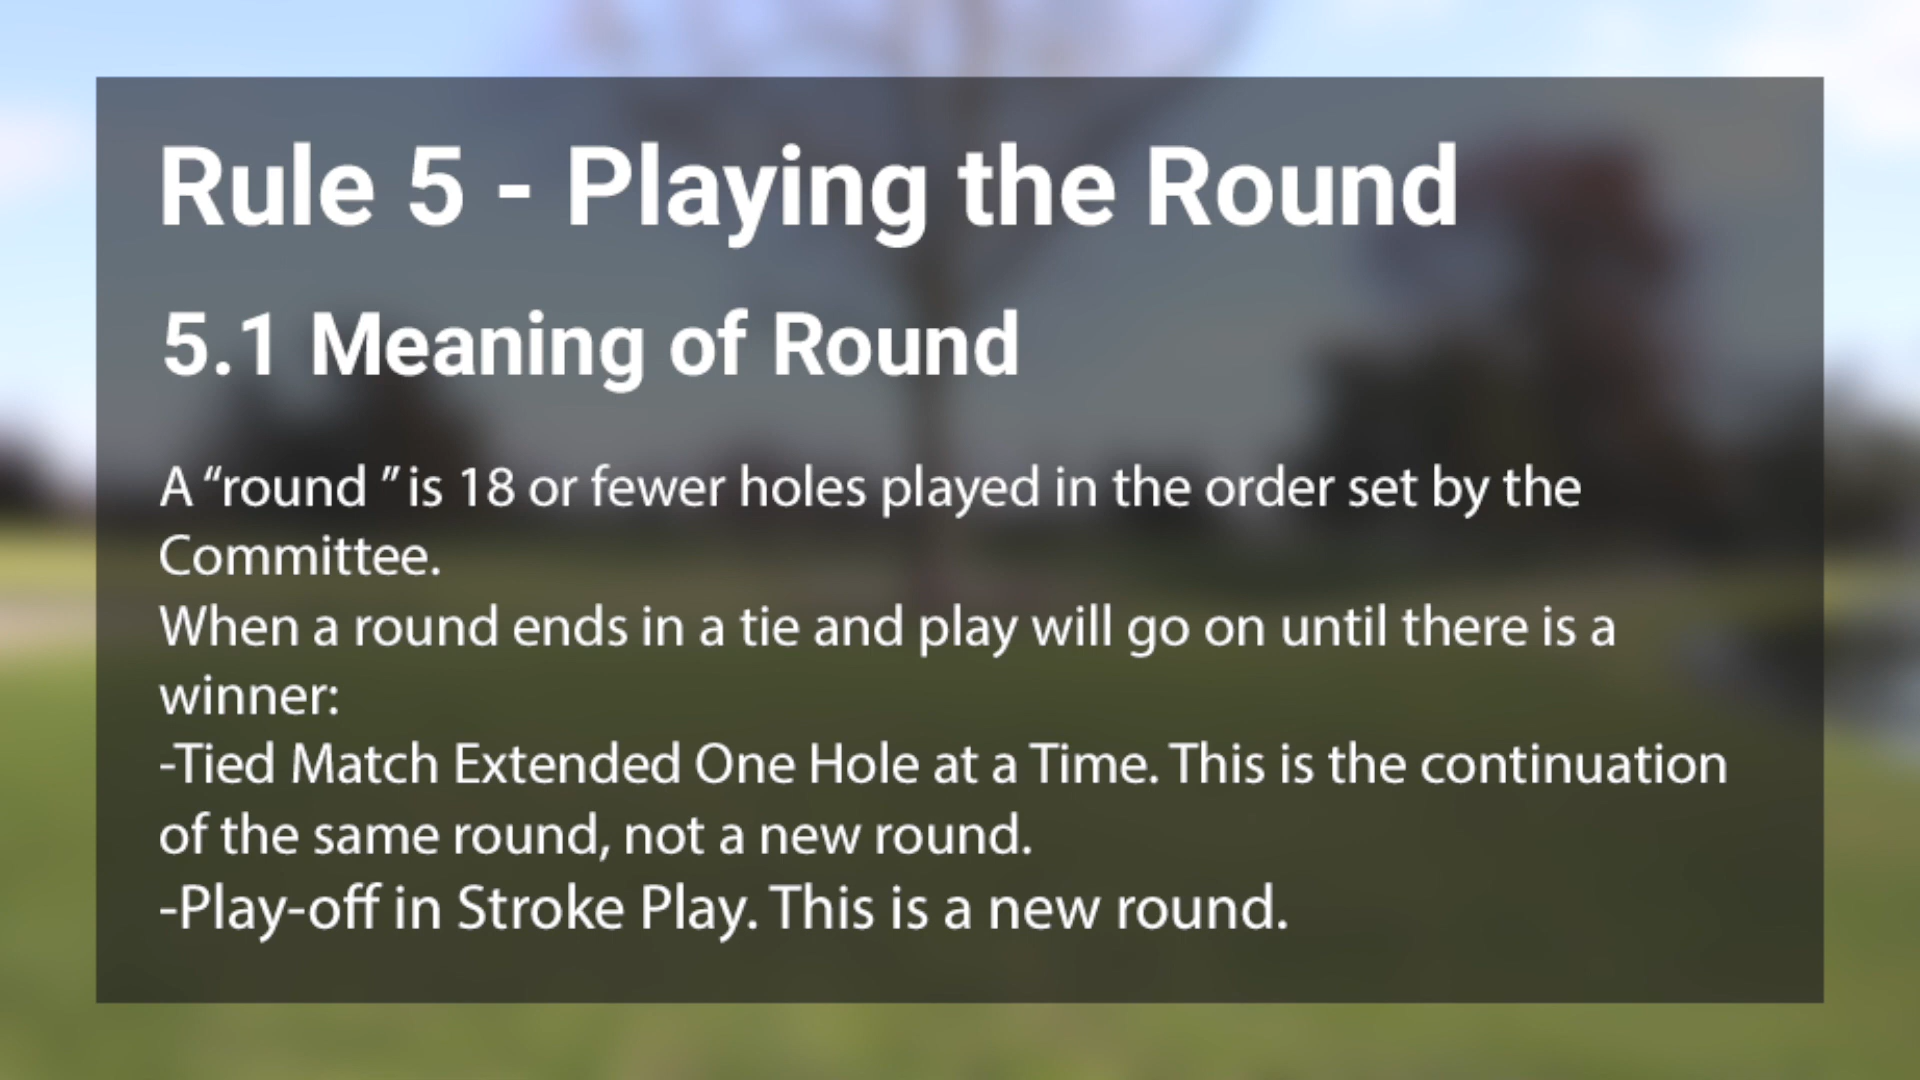 Rule 5 - Playing the Round
5.1 Meaning of Round
A “round ” is 18 or fewer holes played in the order set by the
Committee.
When a round ends in a tie and play will go on until there is a
winner:
-Tied Match Extended One Hole at a Time. This is the continuation
of the same round, not a new round.
-Play-off in Stroke Play. This is a new round.